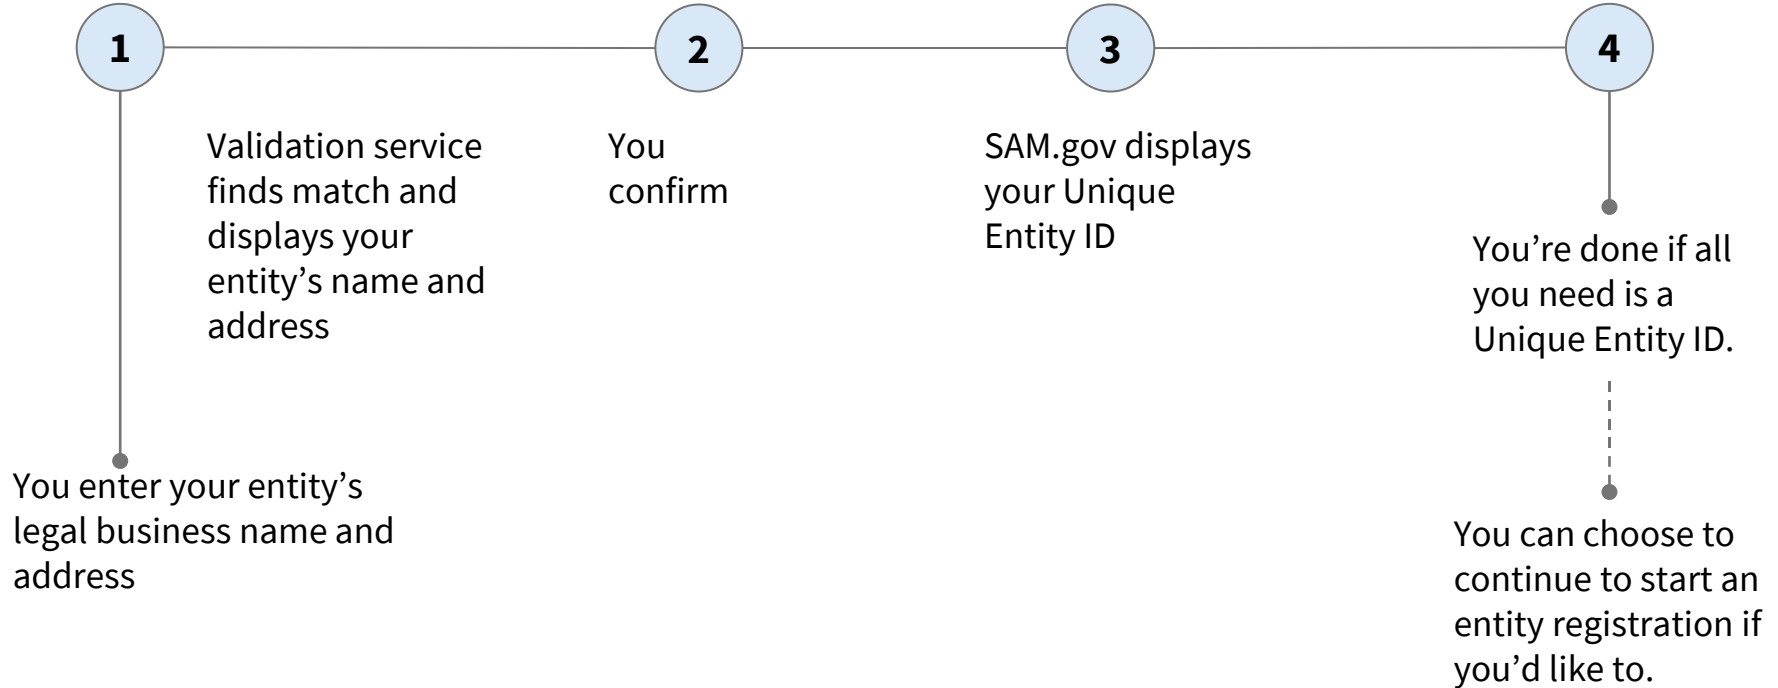 1
2
3
4
You enter your entity’s
legal business name and
address
Validation service
finds match and
displays your
entity’s name and
address
You
confirm
SAM.gov displays
your Unique
Entity ID
You’re done if all
you need is a
Unique Entity ID.
You can choose to
continue to start an
entity registration if
you’d like to.